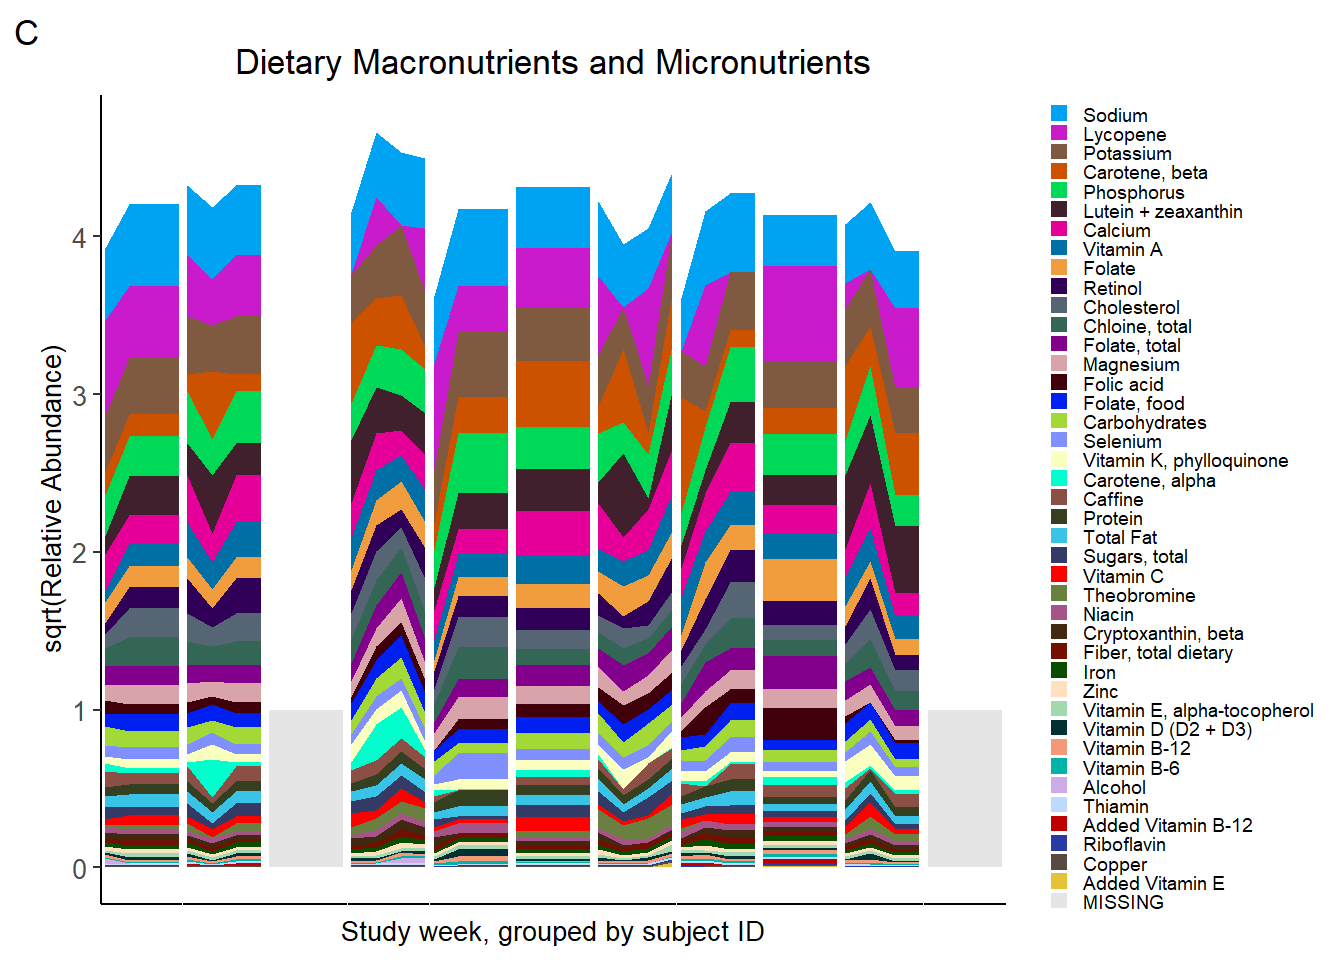 C
Dietary Macronutrients and Micronutrients
sqrt(Relative Abundance)
4
3
2
1
0
Study week, grouped by subject ID
Sodium
Lycopene
Potassium
Carotene, beta
Phosphorus
Lutein + zeaxanthin
Calcium
Vitamin A
Folate
Retinol
Cholesterol
Chloine, total
Folate, total
Magnesium
Folic acid
Folate, food
Carbohydrates
Selenium
Vitamin K, phylloquinone
Carotene, alpha
Caffine
Protein
Total Fat
Sugars, total
Vitamin C
Theobromine
Niacin
Cryptoxanthin, beta
Fiber, total dietary
Iron
Zinc
Vitamin E, alpha-tocopherol
Vitamin D (D2 + D3)
Vitamin B-12
Vitamin B-6
Alcohol
Thiamin
Added Vitamin B-12
Riboflavin
Copper
Added Vitamin E
MISSING